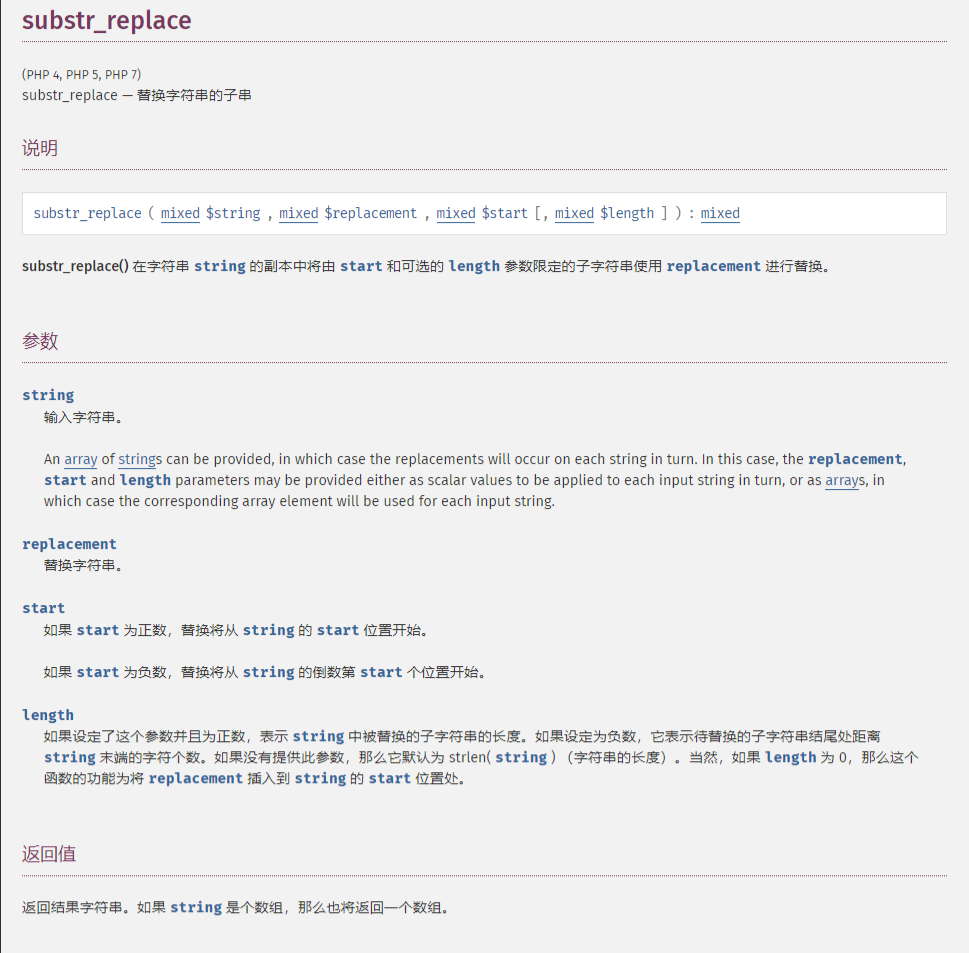 substr_replace
(PHP 4, PHP 5, PHP 7)
substr_replace — 替换字符串的子串
说明
substr_replace ( mixed $string , mixed $replacement , mixed $start [, mixed $length ] ) : mixed
substr_replace() 在字符串 string 的副本中将由 start 和可选的 length 参数限定的子字符串使用 replacement 进行替换。
参数
string
输入字符串。
An array of strings can be provided, in which case the replacements will occur on each string in turn. In this case, the replacement,
start and length parameters may be provided either as scalar values to be applied to each input string in turn, or as arrays, in
which case the corresponding array element will be used for each input string.
replacement
替换字符串。
start
如果 start 为正数，替换将从 string 的 start 位置开始。
如果 start 为负数，替换将从 string 的倒数第 start 个位置开始。
length
如果设定了这个参数并且为正数，表示 string 中被替换的子字符串的长度。如果设定为负数，它表示待替换的子字符串结尾处距离
string 末端的字符个数。如果没有提供此参数，那么它默认为 strlen( string ) （字符串的长度）。当然，如果 length 为 0，那么这个
函数的功能为将 replacement 插入到 string 的 start 位置处。
返回值
返回结果字符串。如果 string 是个数组，那么也将返回一个数组。